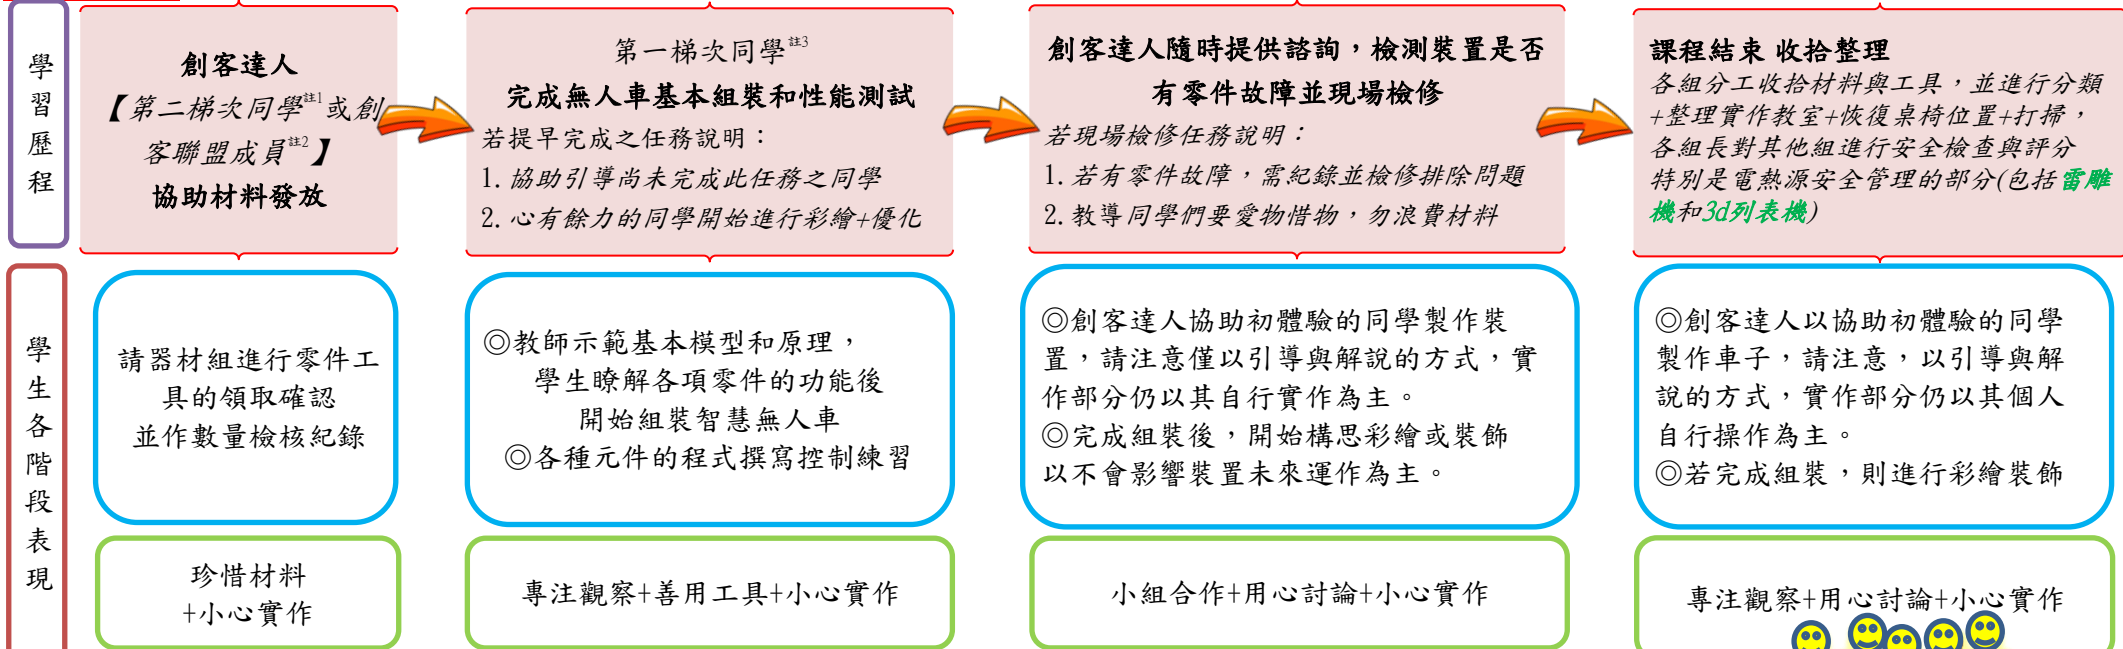 學習歷程
創客達人
【第二梯次同學註1或創
客聯盟成員註2】
協助材料發放
第一梯次同學註3
完成無人車基本組裝和性能測試
若提早完成之任務說明：
1.協助引導尚未完成此任務之同學
2.心有餘力的同學開始進行彩繪+優化
創客達人隨時提供諮詢，檢測裝置是否
有零件故障並現場檢修
若現場檢修任務說明：
1.若有零件故障，需紀錄並檢修排除問題
2.教導同學們要愛物惜物，勿浪費材料
課程結束 收拾整理
各組分工收拾材料與工具，並進行分類
+整理實作教室+恢復桌椅位置+打掃，
各組長對其他組進行安全檢查與評分
特別是電熱源安全管理的部分(包括雷雕
機和3d列表機)
學生各階段表現
請器材組進行零件工
具的領取確認
並作數量檢核紀錄
◎教師示範基本模型和原理，
學生瞭解各項零件的功能後
開始組裝智慧無人車
◎各種元件的程式撰寫控制練習
◎創客達人協助初體驗的同學製作裝
置，請注意僅以引導與解說的方式，實
作部分仍以其自行實作為主。
◎完成組裝後，開始構思彩繪或裝飾
以不會影響裝置未來運作為主。
◎創客達人以協助初體驗的同學
製作車子，請注意，以引導與解
說的方式，實作部分仍以其個人
自行操作為主。
◎若完成組裝，則進行彩繪裝飾
珍惜材料
+小心實作
專注觀察+善用工具+小心實作
小組合作+用心討論+小心實作
專注觀察+用心討論+小心實作